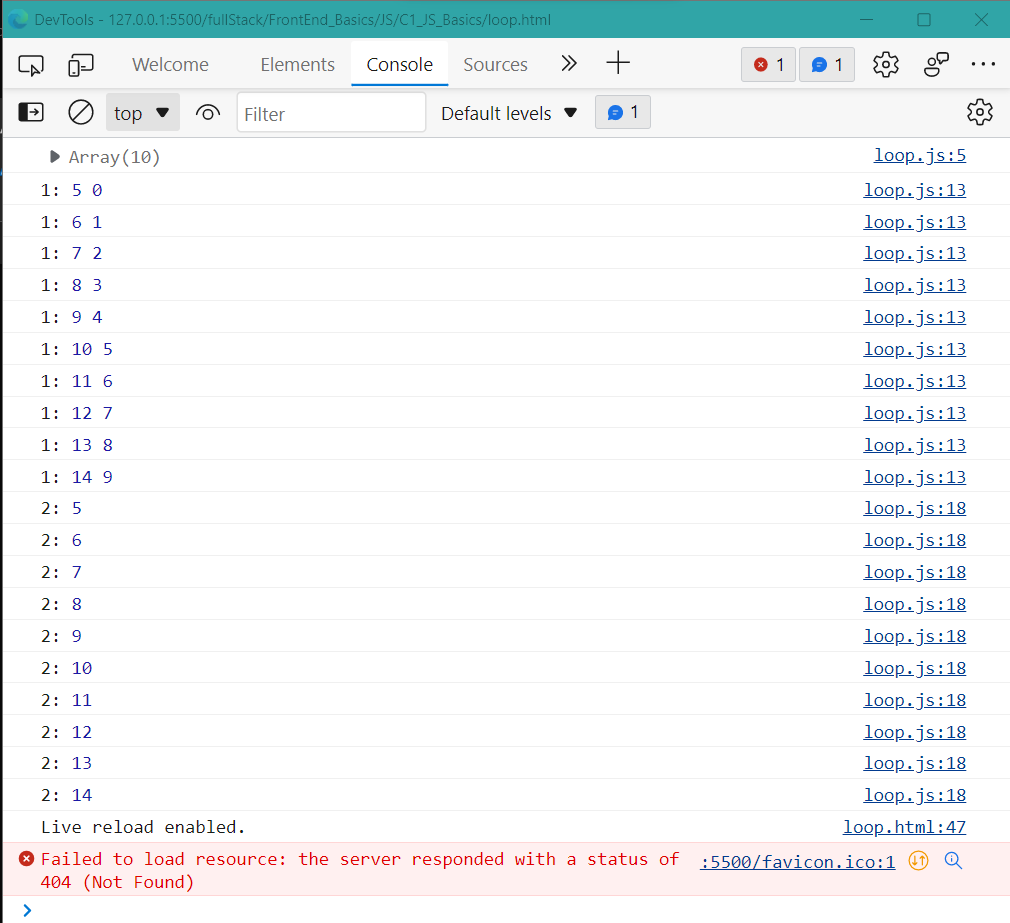 DevTools - 127.0.0.1:5500/fullStack/FrontEnd_Basics/JS/C1_JS_Basics/loop.html
Welcome Elements Console Sources 1 1
top Filter Default levels 1
Array(10) loop.js:5
1: 5 0 loop.js:13
1: 6 1 loop.js:13
1: 7 2 loop.js:13
1: 8 3 loop.js:13
1: 9 4 loop.js:13
1: 10 5 loop.js:13
1: 11 6 loop.js:13
1: 12 7 loop.js:13
1: 13 8 loop.js:13
1: 14 9 loop.js:13
2: 5 loop.js:18
2: 6 loop.js:18
2: 7 loop.js:18
2: 8 loop.js:18
2: 9 loop.js:18
2: 10 loop.js:18
2: 11 loop.js:18
2: 12 loop.js:18
2: 13 loop.js:18
2: 14 loop.js:18
Live reload enabled. loop.html:47
Failed to load resource: the server responded with a status of :5500/favicon.ico:1
404 (Not Found)